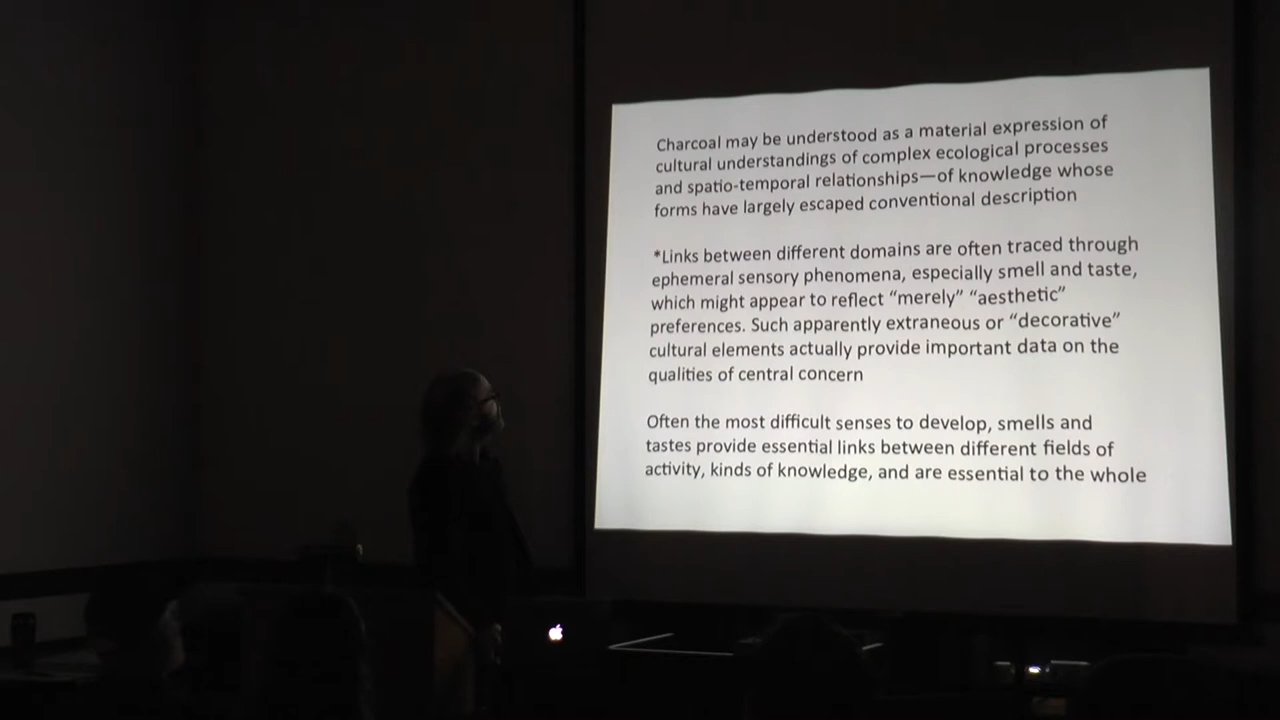 Charcoal may be understood as a material expression of
cultural understandings of complex ecological processes
and spatio-temporal relationships—of knowledge whose
forms have largely escaped conventional description
*Links between different domains are often traced through
ephemeral sensory phenomena, especially smell and taste,
which might appear to reflect “merely” “aesthetic”
preferences. Such apparently extraneous or “decorative”
cultural elements actually provide important data on the
qualities of central concern
Often the most difficult senses to develop, smells and
tastes provide essential links between different fields of
activity, kinds of knowledge, and are essential to the whole